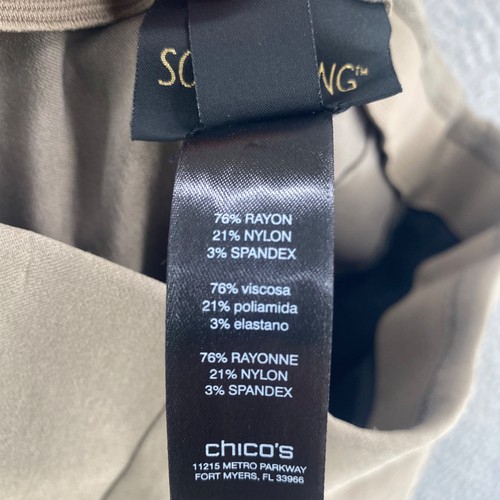 76% RAYON
21% NYLON
3% SPANDEX
76% viscosa
21% poliamida
3% elastano
76% RAYONNE
21% NYLON
3% SPANDEX
chico's
11215 METRO PARKWAY
FORT MYERS, FL 33966